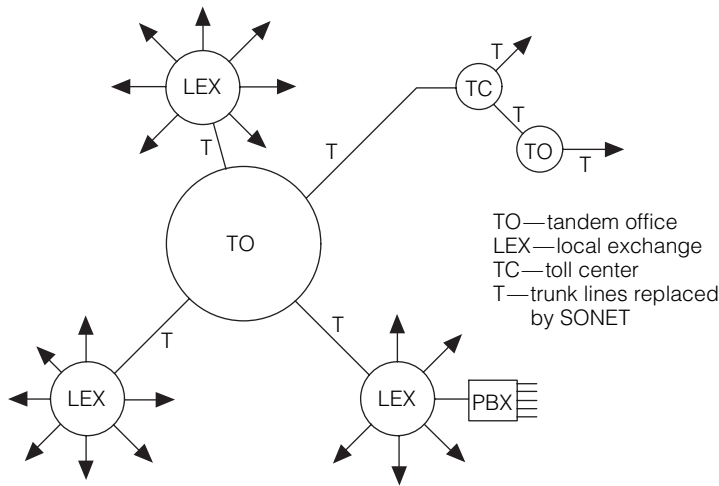 LEX
T
TC
T
TO
T
T
T
TO
TO—tandem office
LEX—local exchange
TC—toll center
T—trunk lines replaced
by SONET
T
T
LEX
LEX
PBX